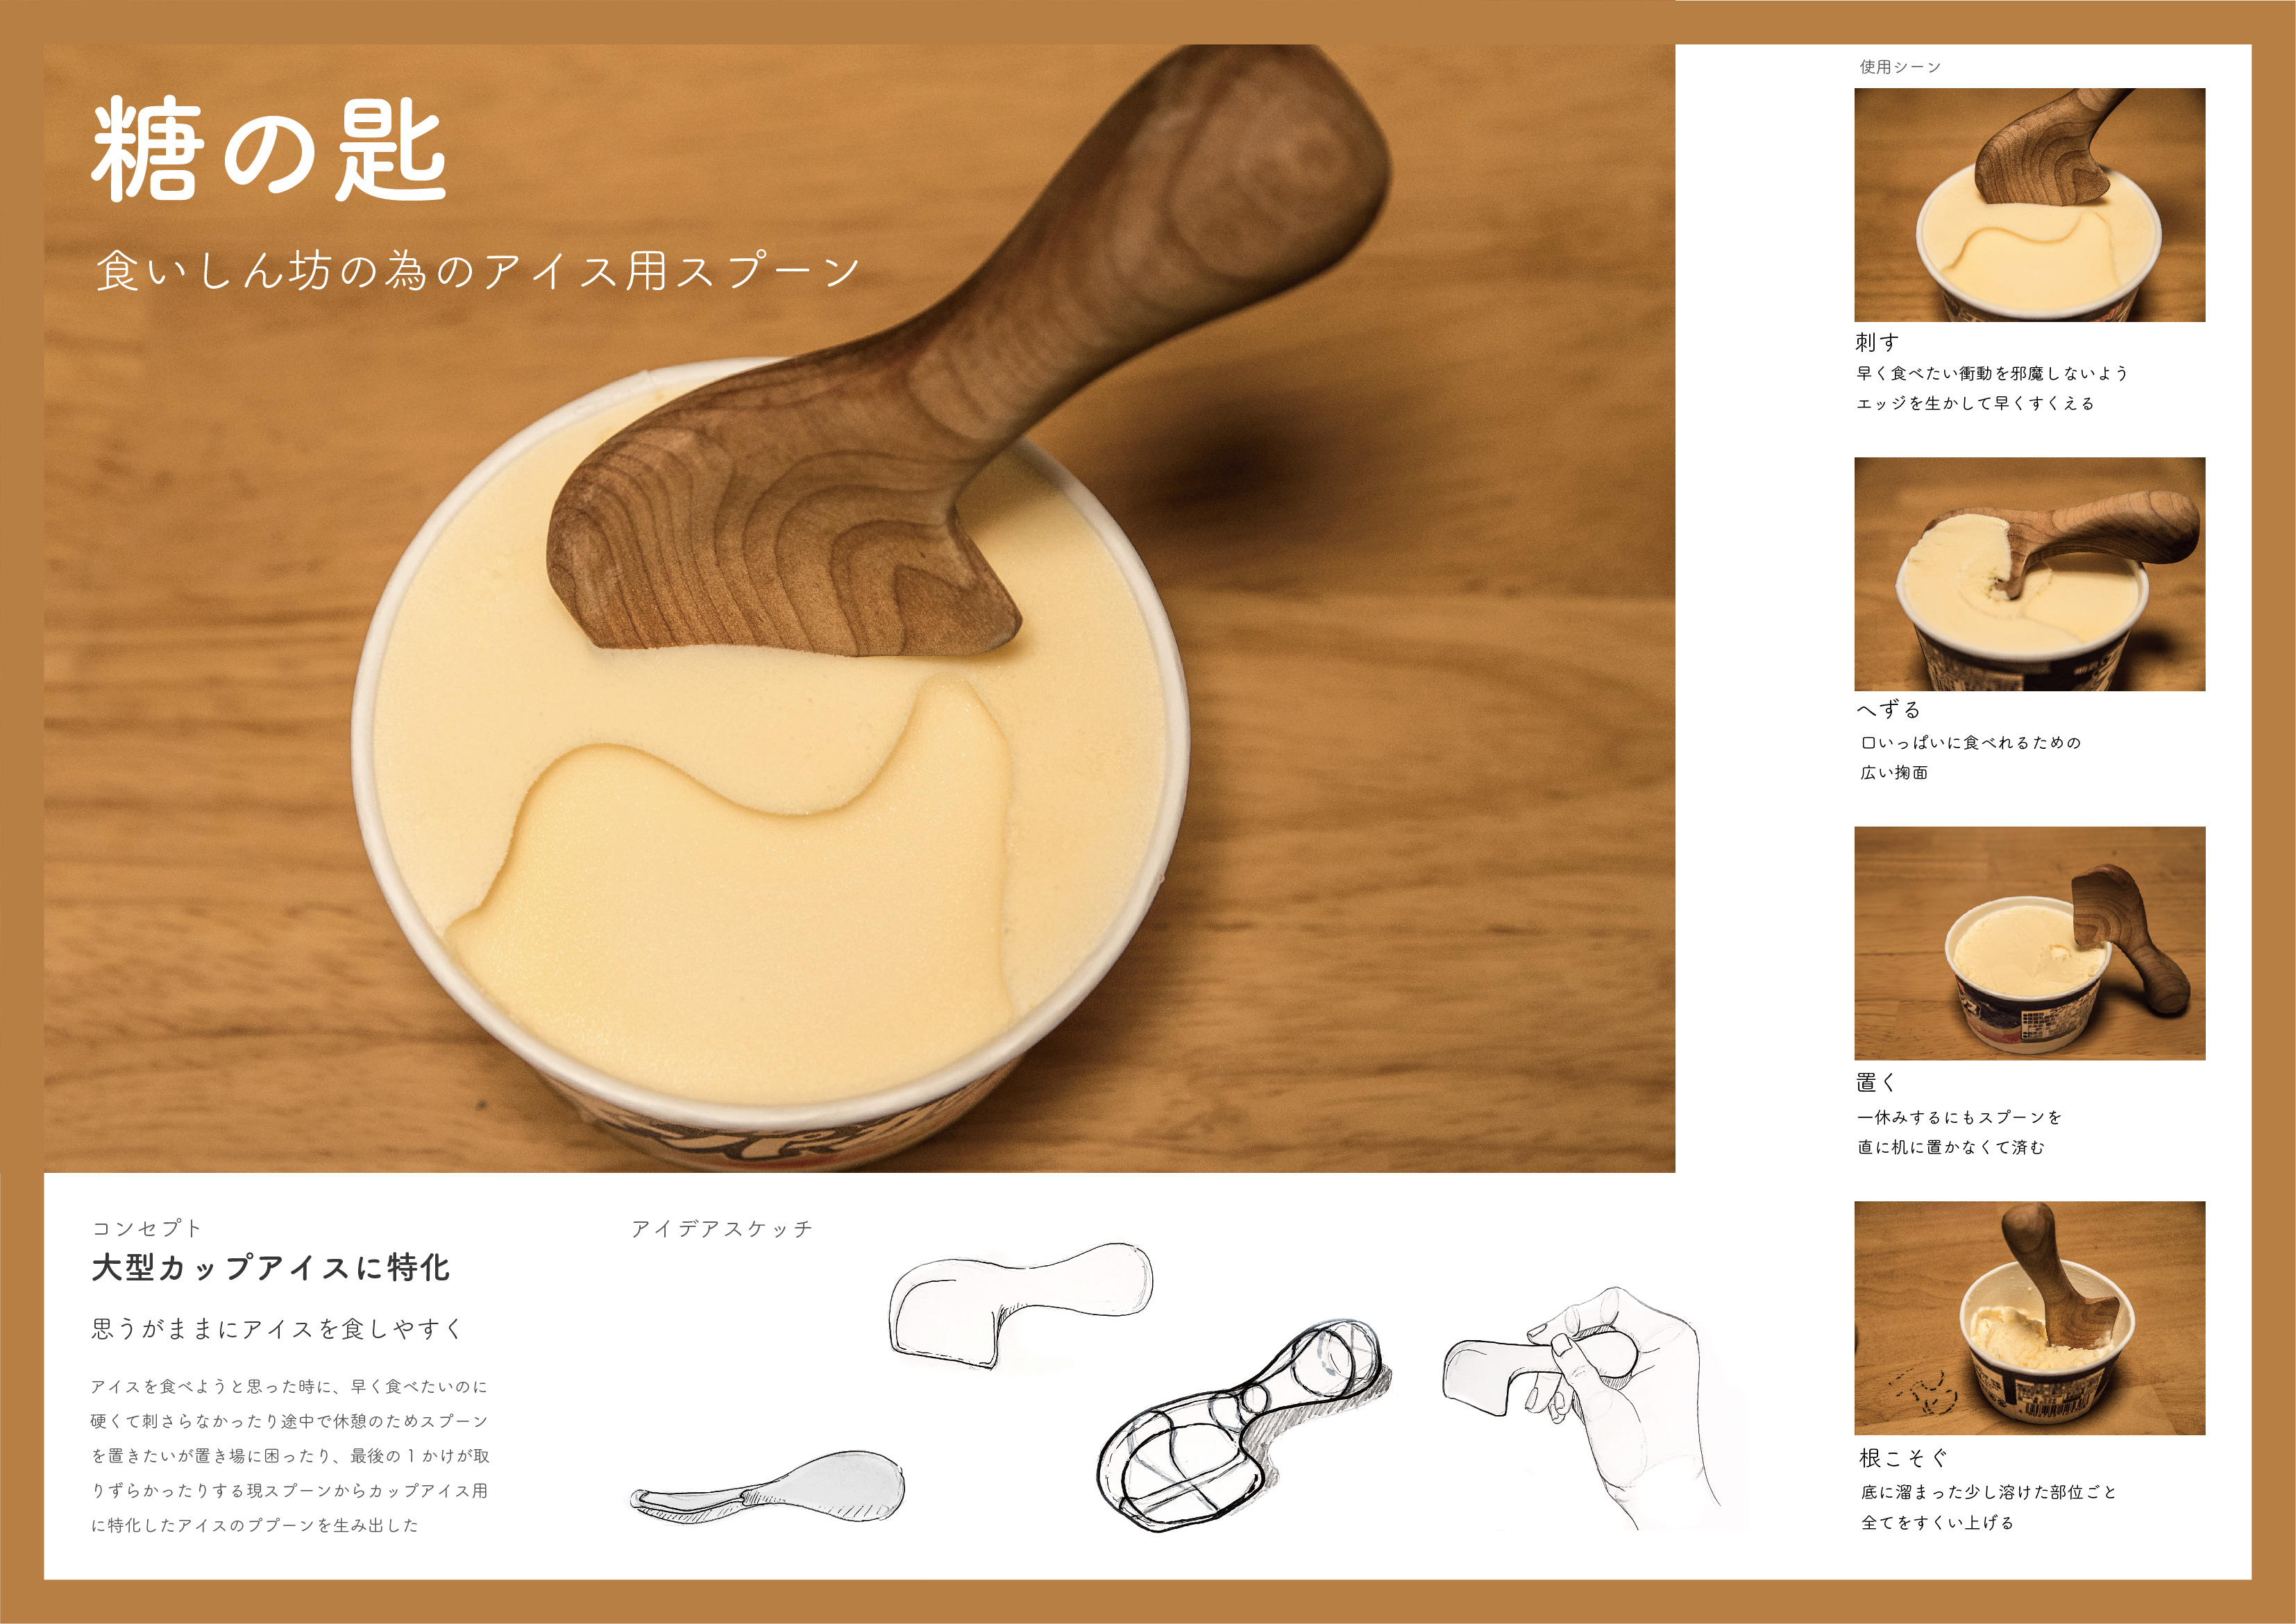 糖の匙
食いしん坊の為のアイス用スプーン
コンセプト
大型カップアイスに特化
思うがままにアイスを食しやすく
アイスを食べようと思った時に、早く食べたいのに
硬くて刺さらなかったり途中で休憩のためスプーン
を置きたいが置き場に困ったり、最後の1かけが取
りずらかったりする現スプーンからカップアイス用
に特化したアイスのププーンを生み出した
アイデアスケッチ
使用シーン
刺す
早く食べたい衝動を邪魔しないよう
エッジを生かして早くすくえる
へずる
口いっぱいに食べれるための
広い掬面
置く
一休みするにもスプーンを
直に机に置かなくて済む
根こそぐ
底に溜まった少し溶けた部位ごと
全てをすくい上げる